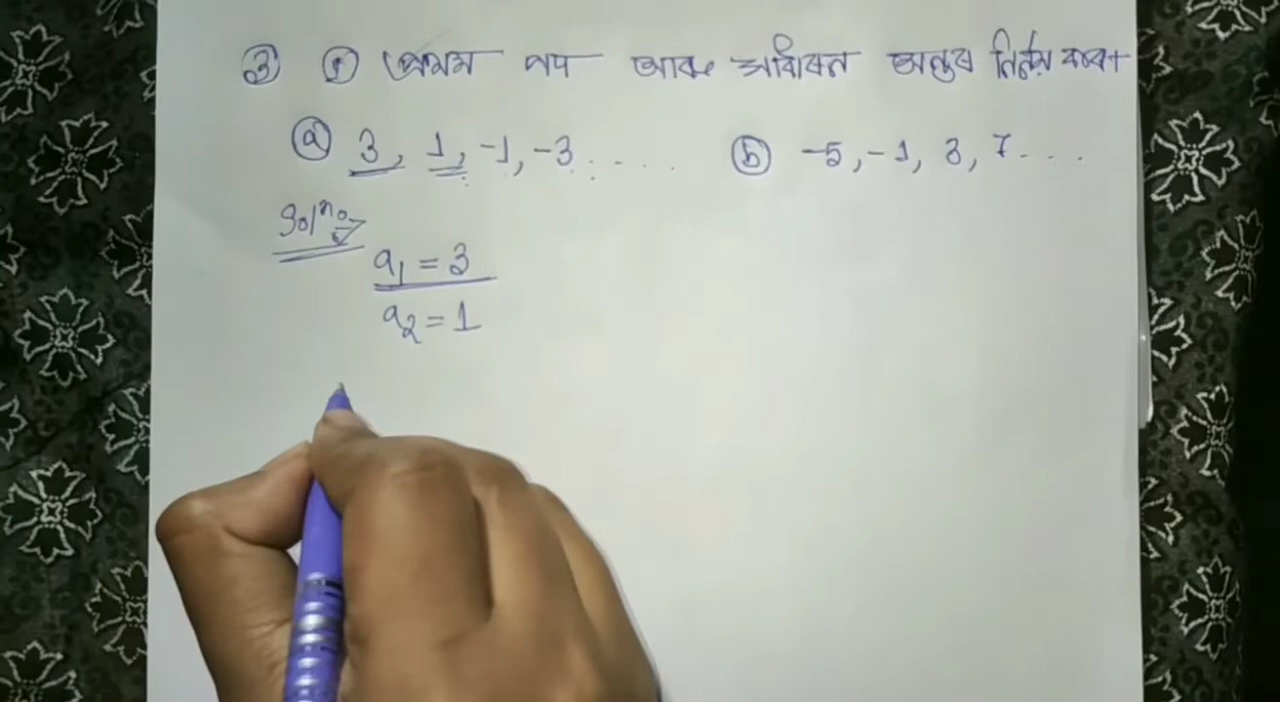 ③ ① প্ৰথম পদ আৰু সাধাৰণ অন্তৰ নিৰ্ণয় কৰা।
ⓐ 3, 1, -1, -3 . . . . ⓑ -5, -1, 3, 7 . . . .
Solⁿ
a₁ = 3
a₂ = 1